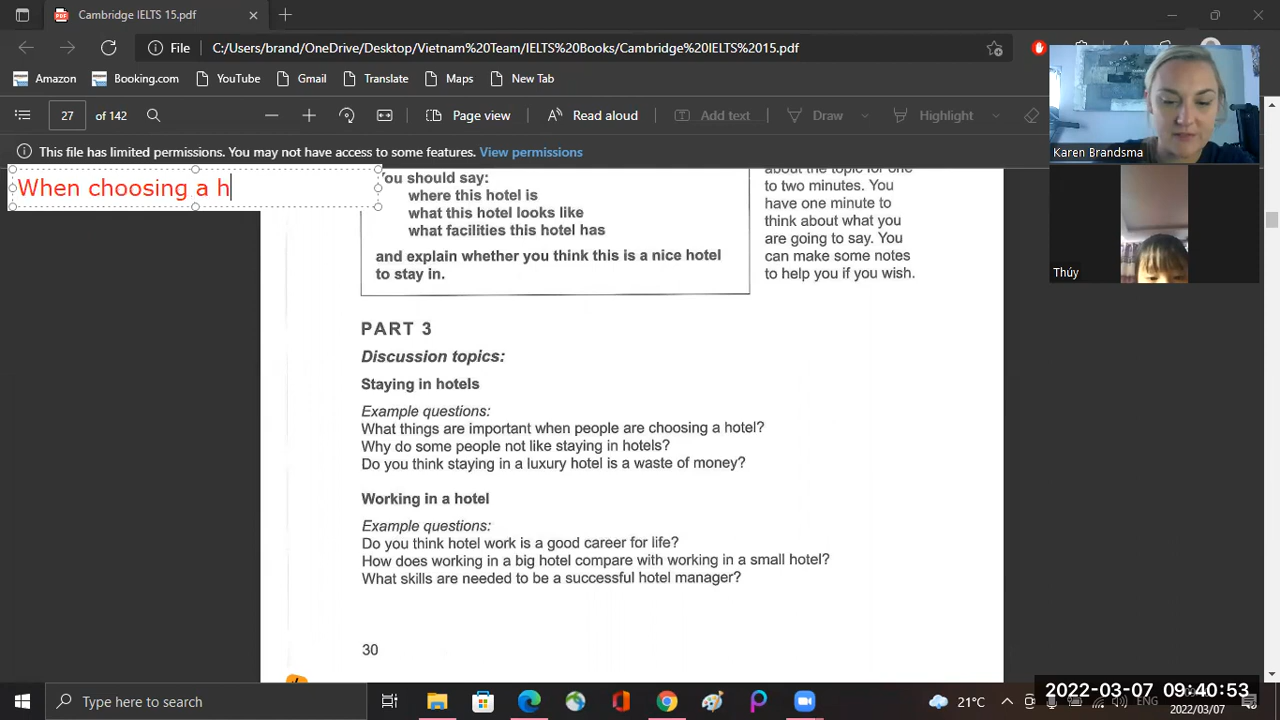 Cambridge IELTS 15.pdf
File C:/Users/brand/OneDrive/Desktop/Vietnam%20Team/IELTS%20Books/Cambridge%20IELTS%2015.pdf
Amazon Booking.com YouTube Gmail Translate Maps New Tab
27 of 142 Page view Read aloud Add text Draw Highlight
This file has limited permissions. You may not have access to some features. View permissions
When choosing a h
You should say:
where this hotel is
what this hotel looks like
what facilities this hotel has
and explain whether you think this is a nice hotel
to stay in.
about the topic for one
to two minutes. You
have one minute to
think about what you
are going to say. You
can make some notes
to help you if you wish.
PART 3
Discussion topics:
Staying in hotels
Example questions:
What things are important when people are choosing a hotel?
Why do some people not like staying in hotels?
Do you think staying in a luxury hotel is a waste of money?
Working in a hotel
Example questions:
Do you think hotel work is a good career for life?
How does working in a big hotel compare with working in a small hotel?
What skills are needed to be a successful hotel manager?
30
Karen Brandsma
Thúy
Type here to search
21°C
ENG
2022-03-07 09:40:53
2022/03/07